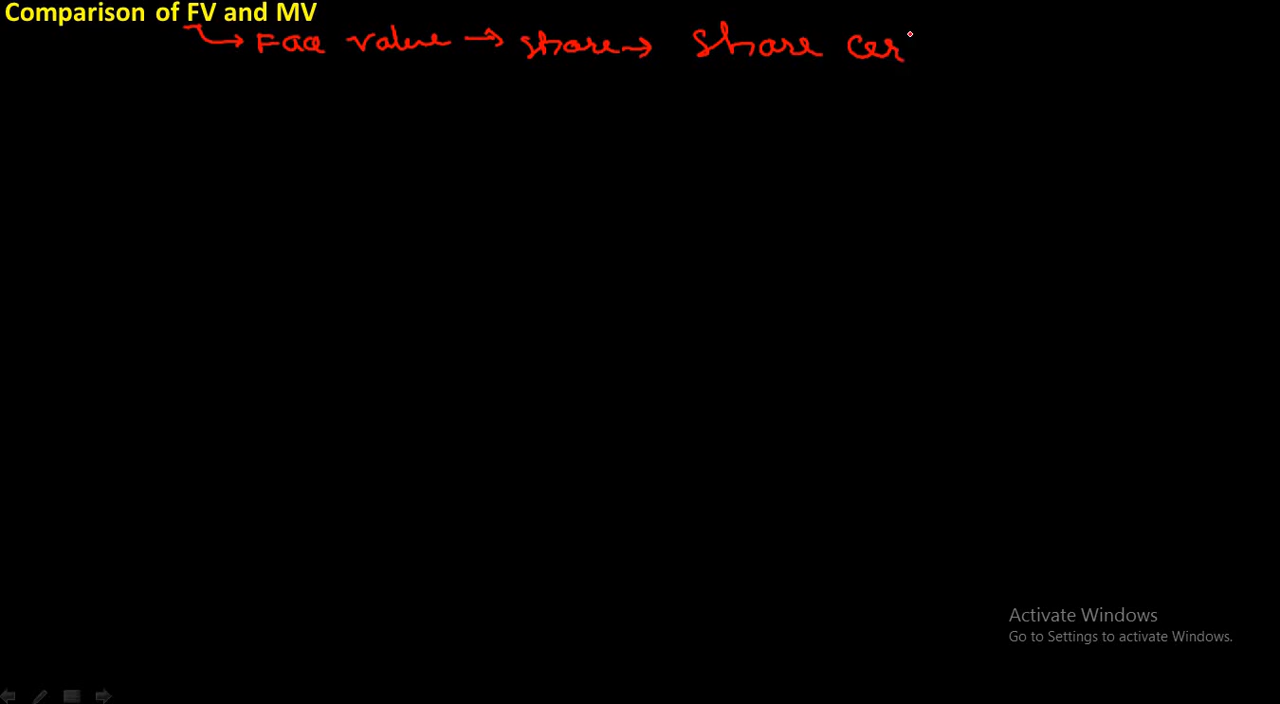 Comparison of FV and MV
Face value → share → Share cer
Activate Windows
Go to Settings to activate Windows.